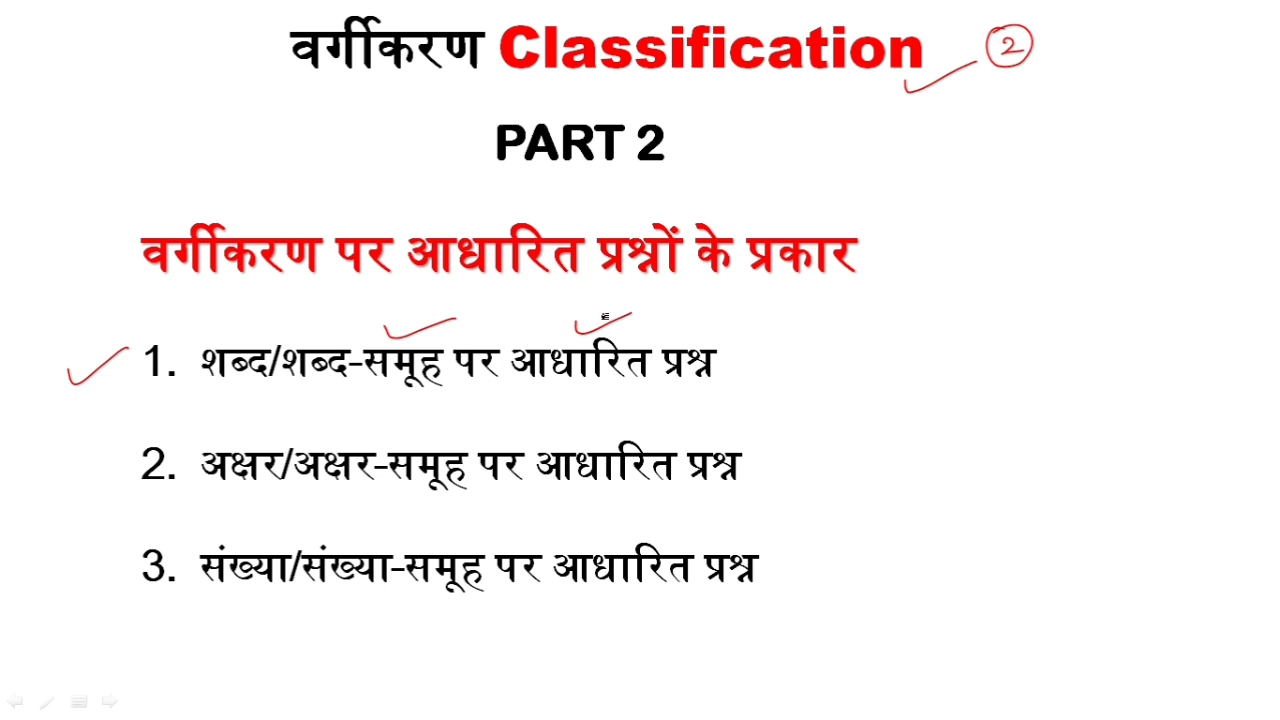 वर्गीकरण Classification 2
PART 2
वर्गीकरण पर आधारित प्रश्नों के प्रकार
1. शब्द/शब्द-समूह पर आधारित प्रश्न
2. अक्षर/अक्षर-समूह पर आधारित प्रश्न
3. संख्या/संख्या-समूह पर आधारित प्रश्न